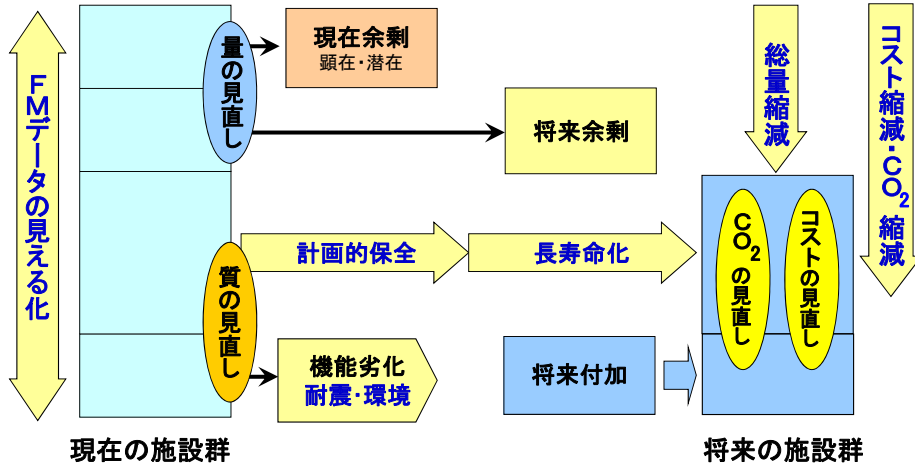 FMデータの見える化
量の見直し
現在余剰
顕在・潜在
将来余剰
総量縮減
コスト縮減・CO2縮減
質の見直し
計画的保全
長寿命化
CO2の見直し
コストの見直し
機能劣化
耐震・環境
将来付加
現在の施設群
将来の施設群